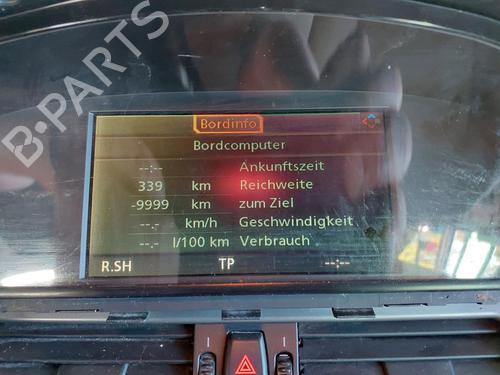 B-PARTS
Bordinfo
Bordcomputer
--:-- Ankunftszeit
339 km Reichweite
-9999 km zum Ziel
--.- km/h Geschwindigkeit
--.- l/100 km Verbrauch
R.SH TP --:--